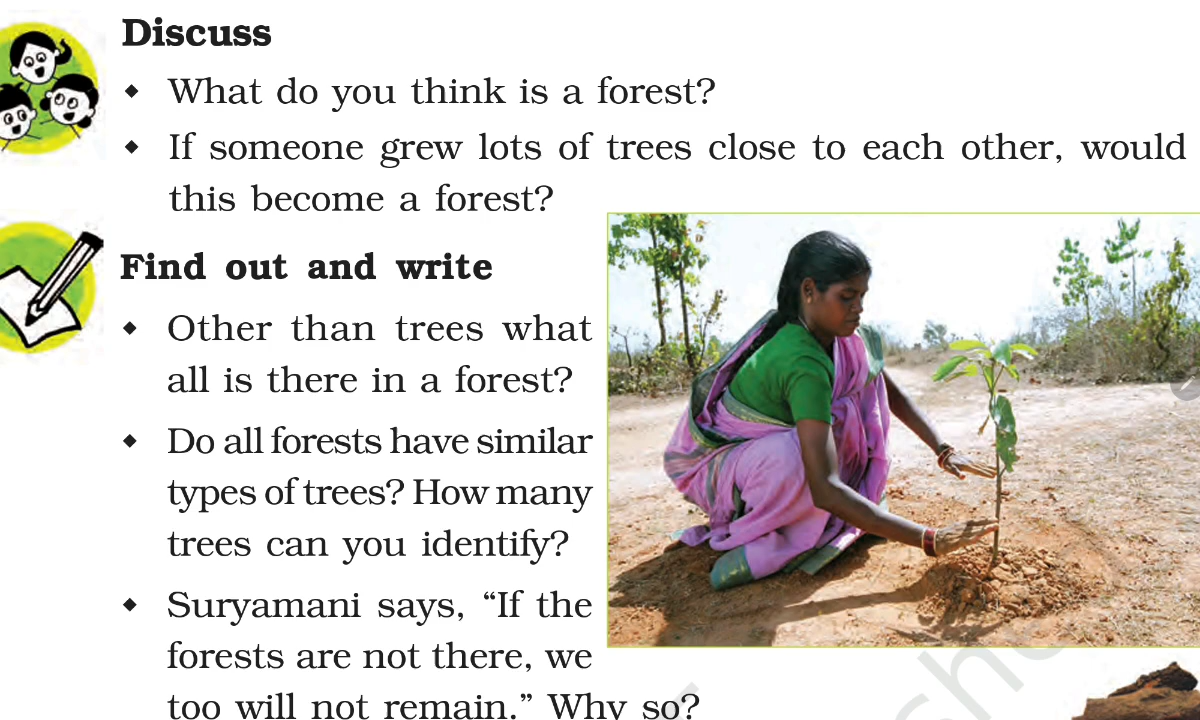 Discuss
◆ What do you think is a forest?
◆ If someone grew lots of trees close to each other, would
this become a forest?
Find out and write
◆ Other than trees what
all is there in a forest?
◆ Do all forests have similar
types of trees? How many
trees can you identify?
◆ Suryamani says, “If the
forests are not there, we
too will not remain.” Why so?